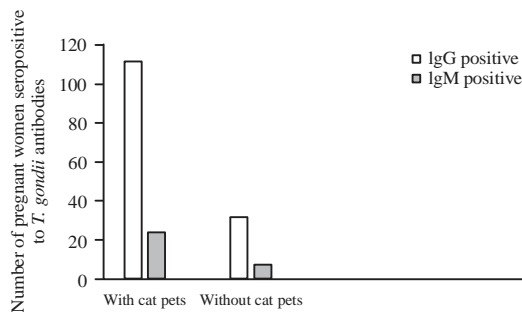 Number of pregnant women seropositive
to T. gondii antibodies
120
100
80
60
40
20
0
With cat pets
Without cat pets
lgG positive
lgM positive